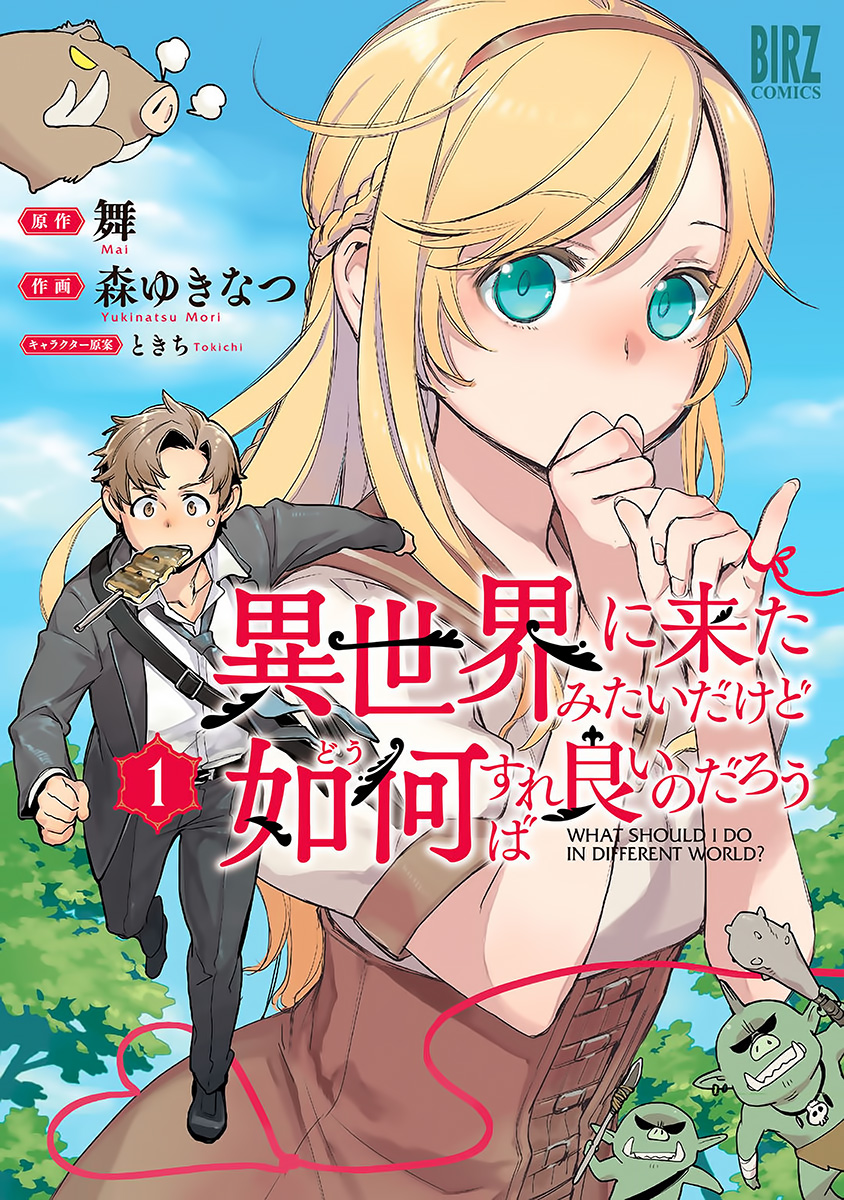 BIRZ
COMICS
原作 舞
Mai
作画 森ゆきなつ
Yukinatsu Mori
キャラクター原案 ときち Tokichi
異世界に来た
みたいだけど
1
如何すれば良いのだろう
どう
WHAT SHOULD I DO
IN DIFFERENT WORLD?